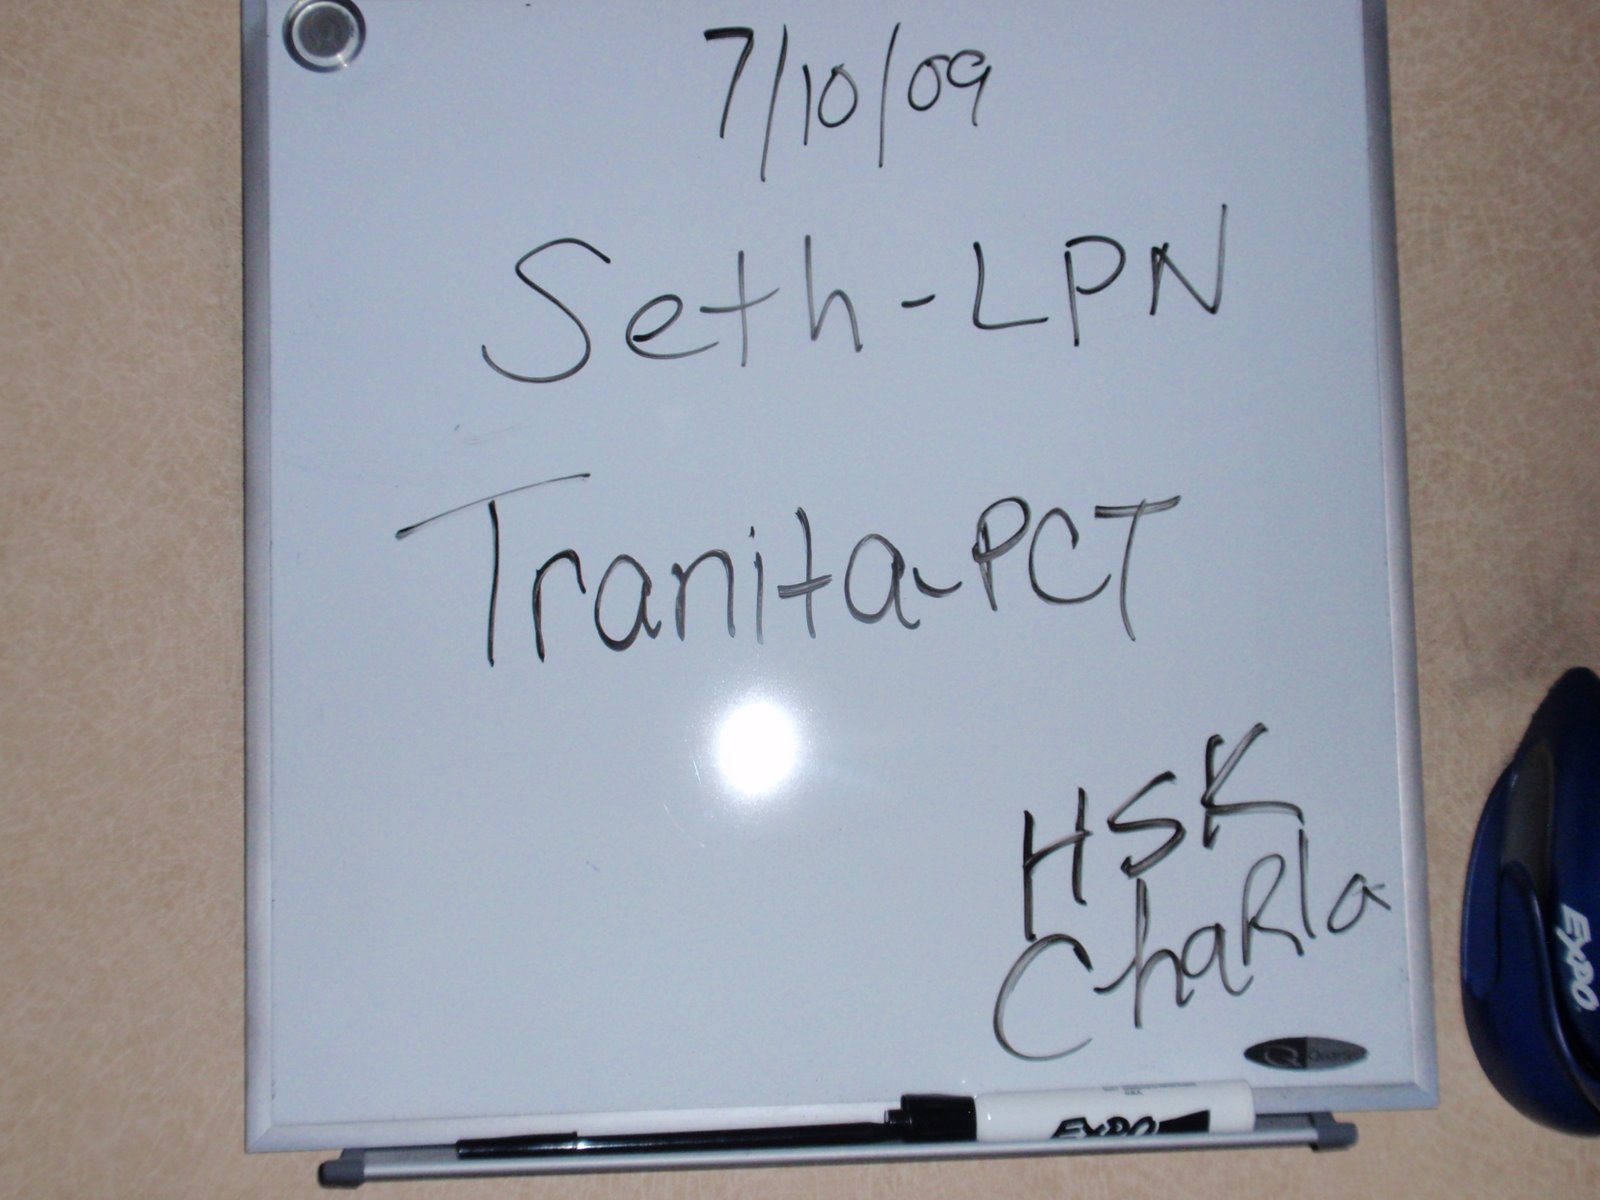 7/10/09
Seth-LPN
Tranita-PCT
HSK
ChaRla
EXPO
EXPO